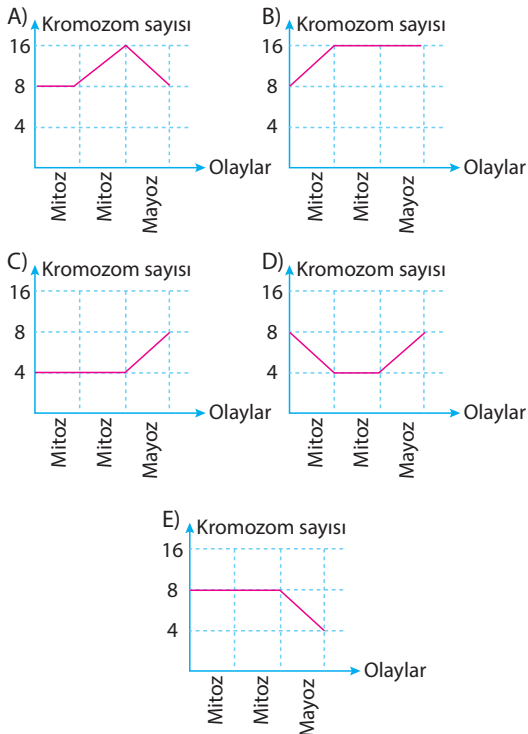 A) Kromozom sayısı
16
8
4
Olaylar
Mitoz
Mitoz
Mayoz
B) Kromozom sayısı
16
8
4
Olaylar
Mitoz
Mitoz
Mayoz
C) Kromozom sayısı
16
8
4
Olaylar
Mitoz
Mitoz
Mayoz
D) Kromozom sayısı
16
8
4
Olaylar
Mitoz
Mitoz
Mayoz
E) Kromozom sayısı
16
8
4
Olaylar
Mitoz
Mitoz
Mayoz